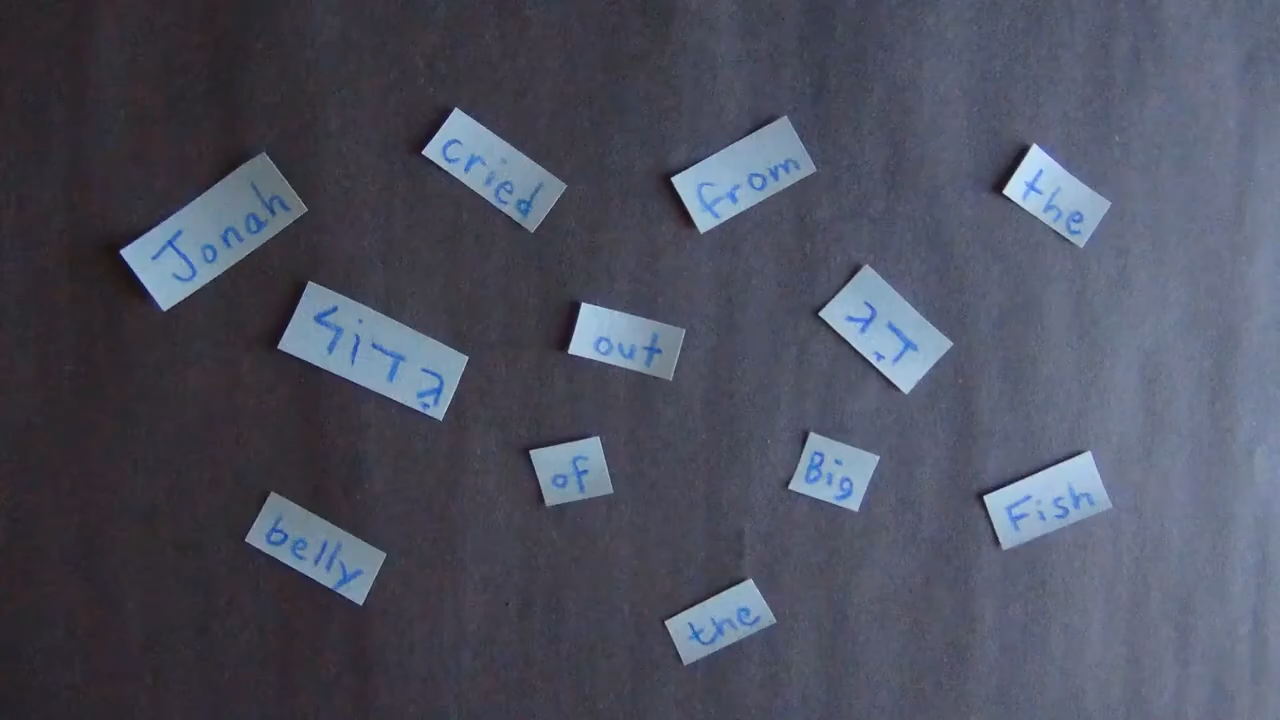 Jonah
cried
from
the
out
of
Big
Fish
belly
the